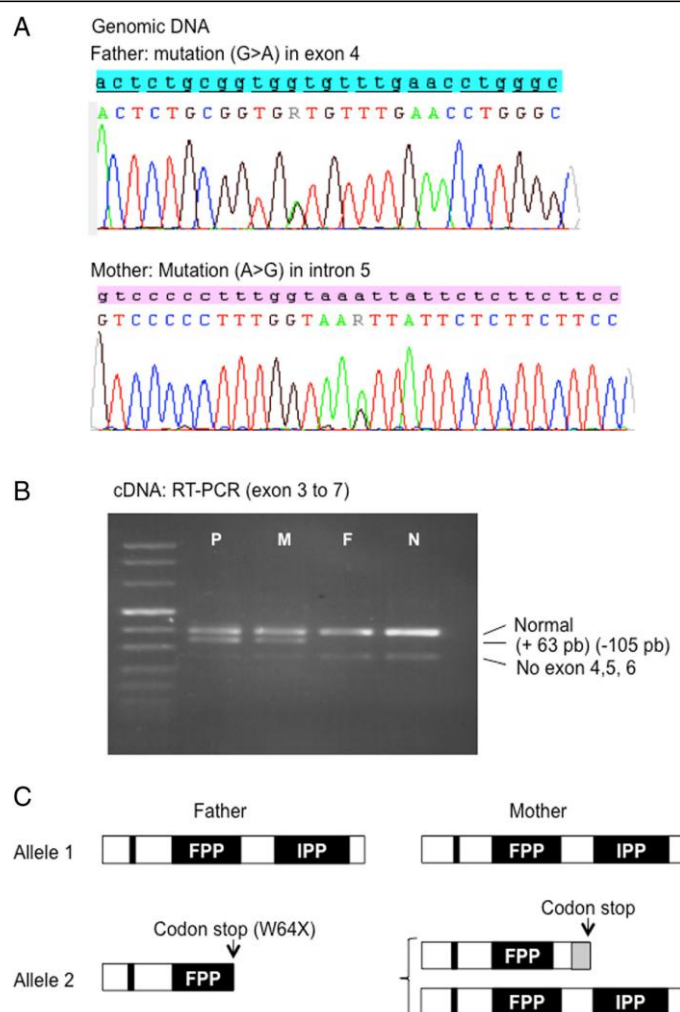 A
Genomic DNA
Father: mutation (G>A) in exon 4
actctgcggtggtgtttgaacctgggc
ACTCTGCGGTGRTGTTTGAACCTGGGC
Mother: Mutation (A>G) in intron 5
gtccccctttggtaaattattctcttcttcc
GTCCCCCTTTGGTAARTTATTCTCTTCTTCC
B
cDNA: RT-PCR (exon 3 to 7)
P M F N
Normal
(+ 63 pb) (-105 pb)
No exon 4,5, 6
C
Father Mother
Allele 1 FPP IPP FPP IPP
Codon stop
Codon stop (W64X)
FPP
Allele 2 FPP
FPP IPP